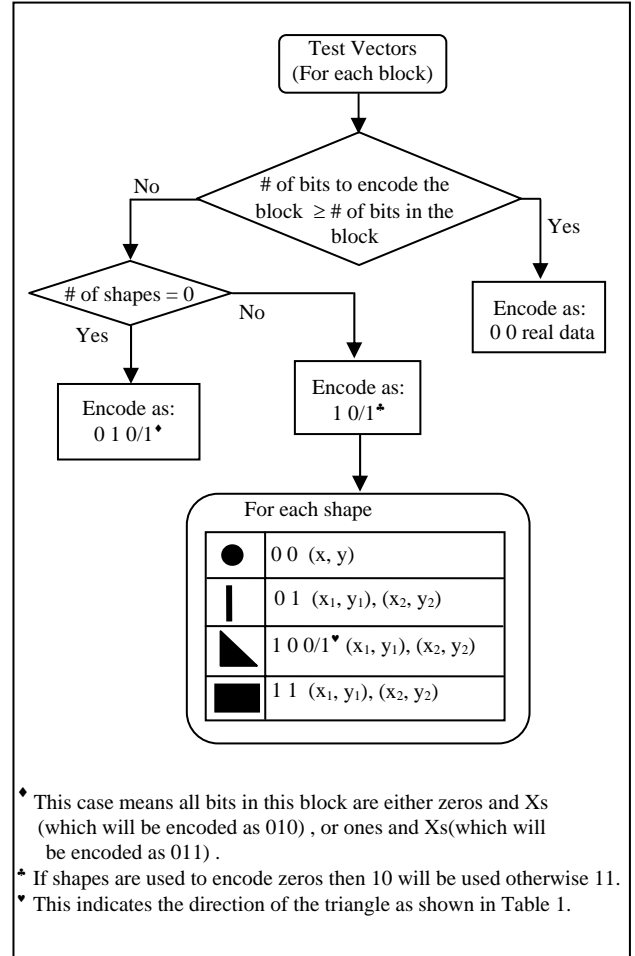 Test Vectors
(For each block)
# of bits to encode the
block ≥ # of bits in the
block
No
Yes
# of shapes = 0
Encode as:
0 0 real data
Yes
No
Encode as:
0 1 0/1♦
Encode as:
1 0/1♣
For each shape
0 0 (x, y)
0 1 (x₁, y₁), (x₂, y₂)
1 0 0/1♥ (x₁, y₁), (x₂, y₂)
1 1 (x₁, y₁), (x₂, y₂)
♦ This case means all bits in this block are either zeros and Xs
(which will be encoded as 010) , or ones and Xs(which will
be encoded as 011) .
♣ If shapes are used to encode zeros then 10 will be used otherwise 11.
♥ This indicates the direction of the triangle as shown in Table 1.